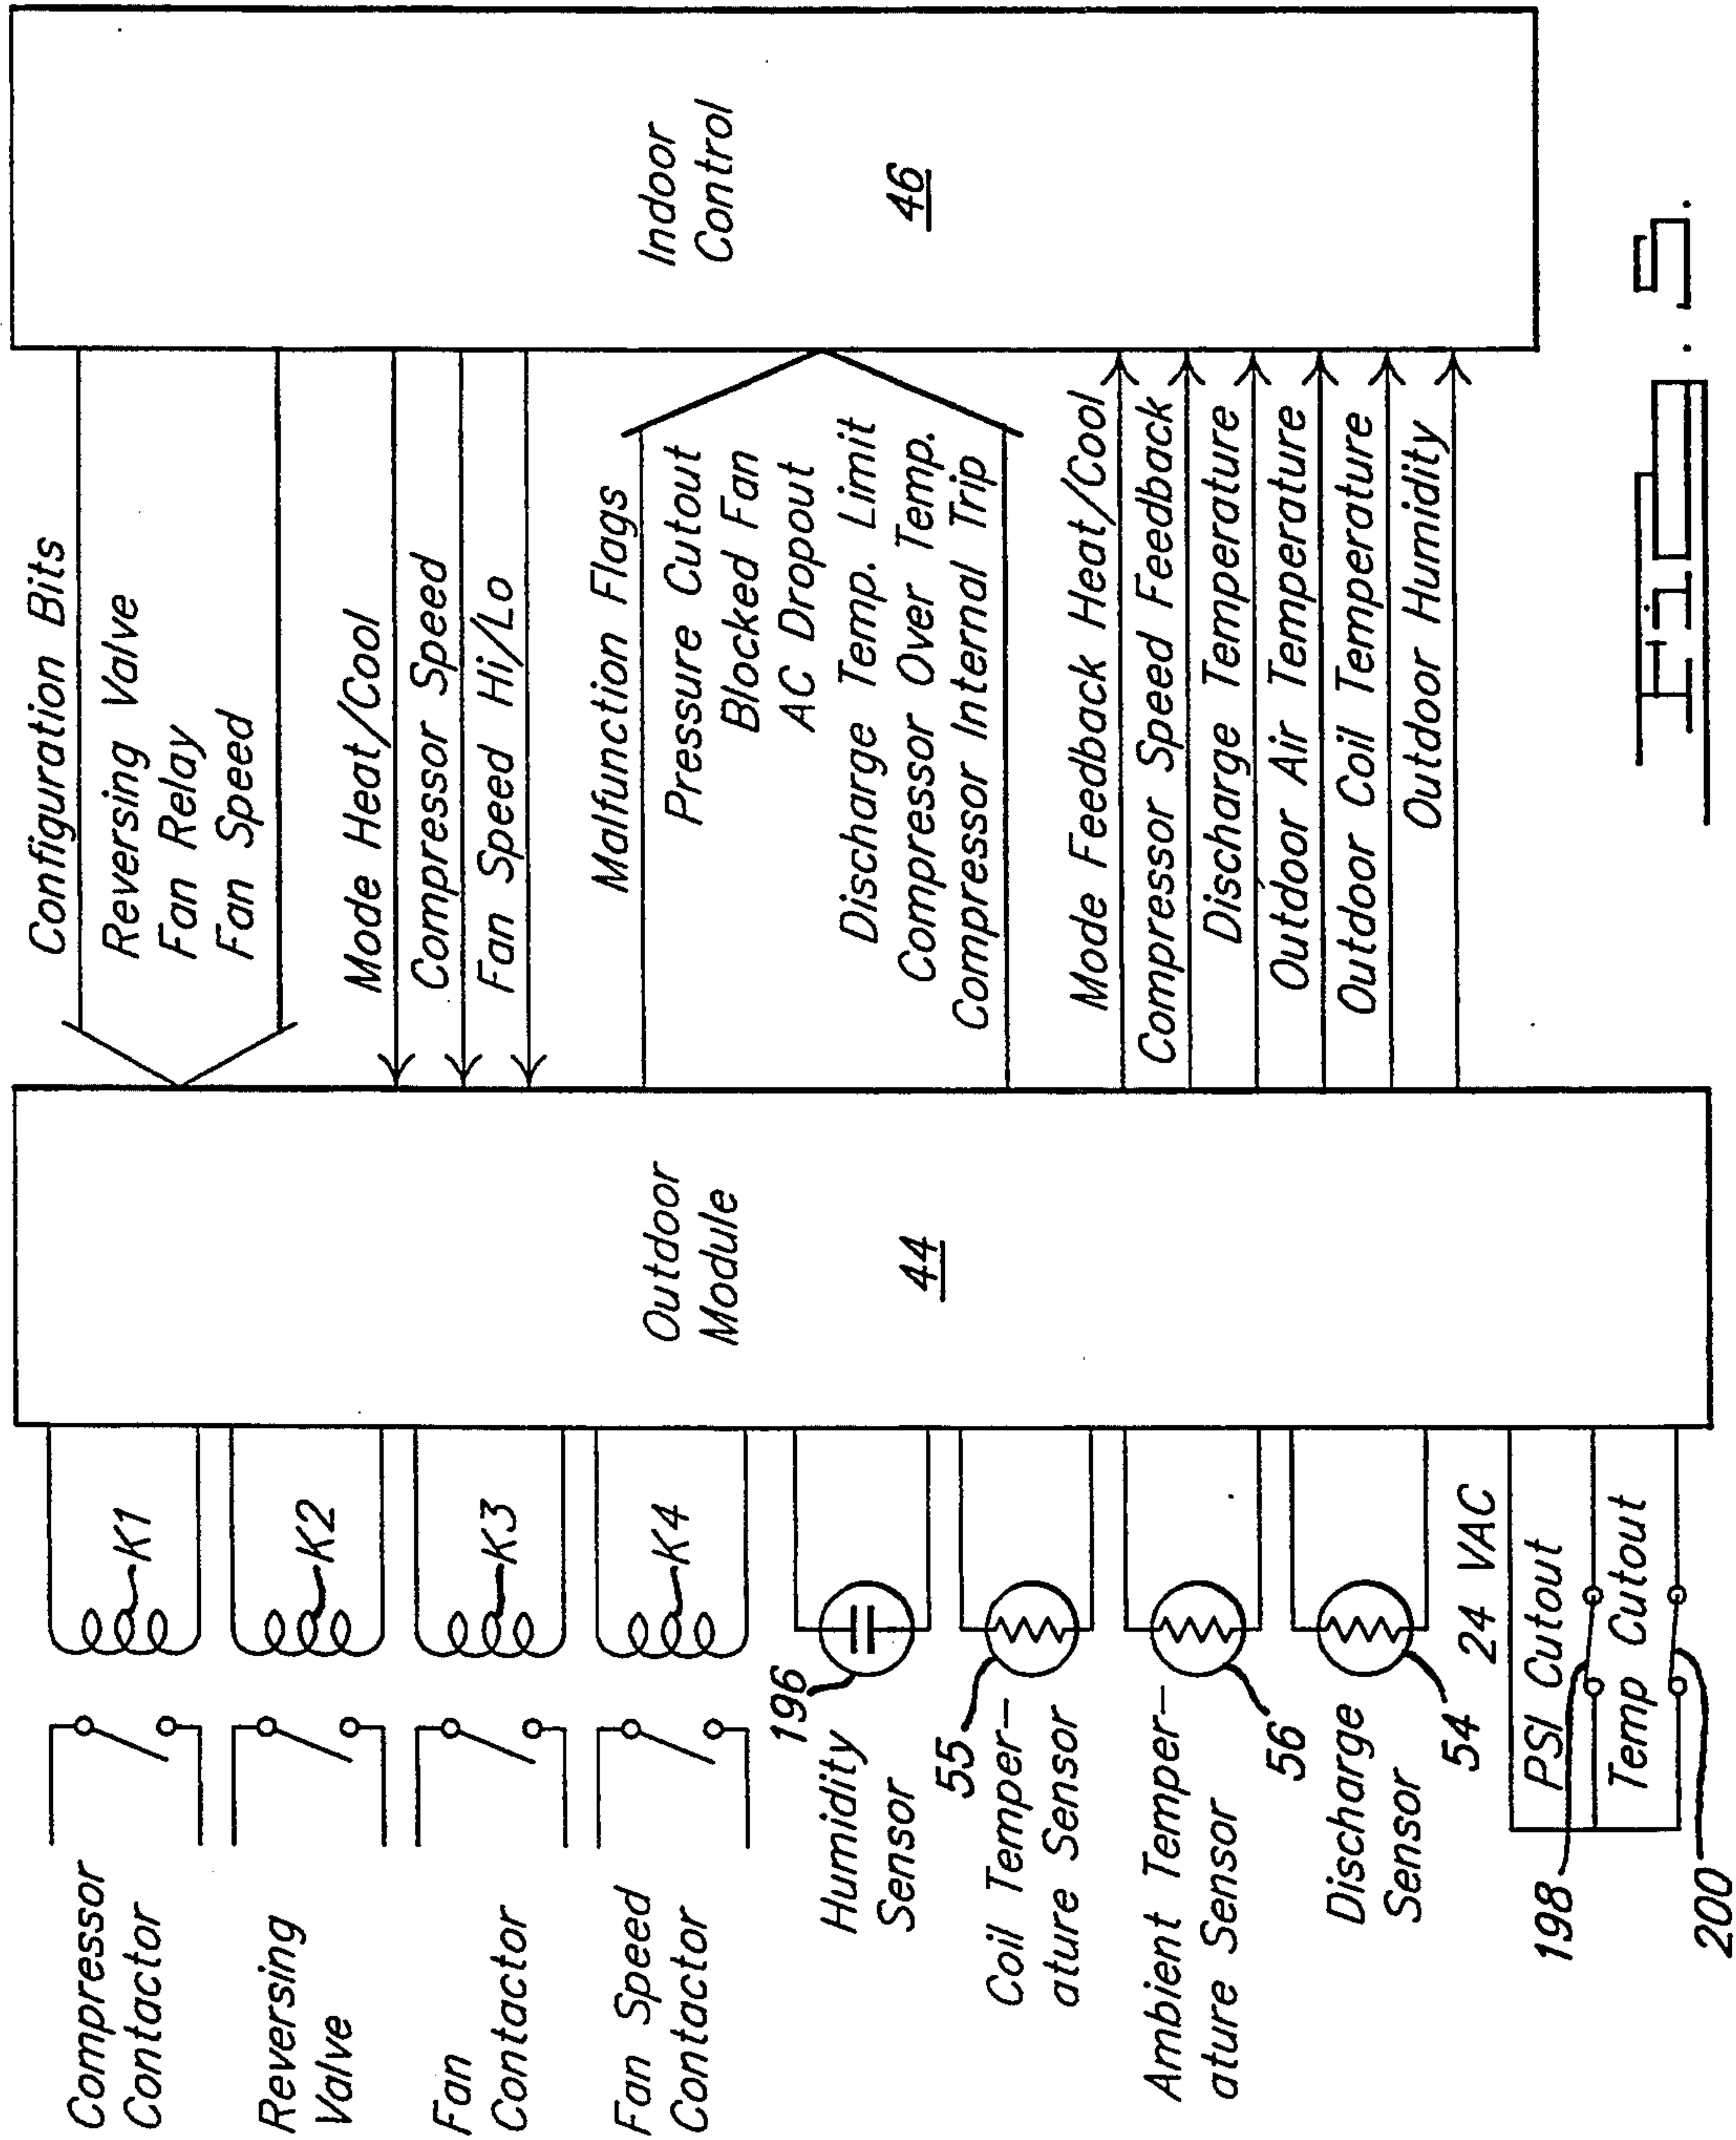 Compressor
Contactor
K1
Reversing
Valve
K2
Fan
Contactor
K3
Fan Speed
Contactor
K4
196
Humidity
Sensor
55
Coil Temper–
ature Sensor
Ambient Temper–
ature Sensor
56
Discharge
Sensor
54
24 VAC
PSI Cutout
198
Temp Cutout
200
Outdoor
Module
44
Configuration Bits
Reversing Valve
Fan Relay
Fan Speed
Mode Heat/Cool
Compressor Speed
Fan Speed Hi/Lo
Malfunction Flags
Pressure Cutout
Blocked Fan
AC Dropout
Discharge Temp. Limit
Compressor Over Temp.
Compressor Internal Trip
Mode Feedback Heat/Cool
Compressor Speed Feedback
Discharge Temperature
Outdoor Air Temperature
Outdoor Coil Temperature
Outdoor Humidity
Indoor
Control
46
Fig. 5.